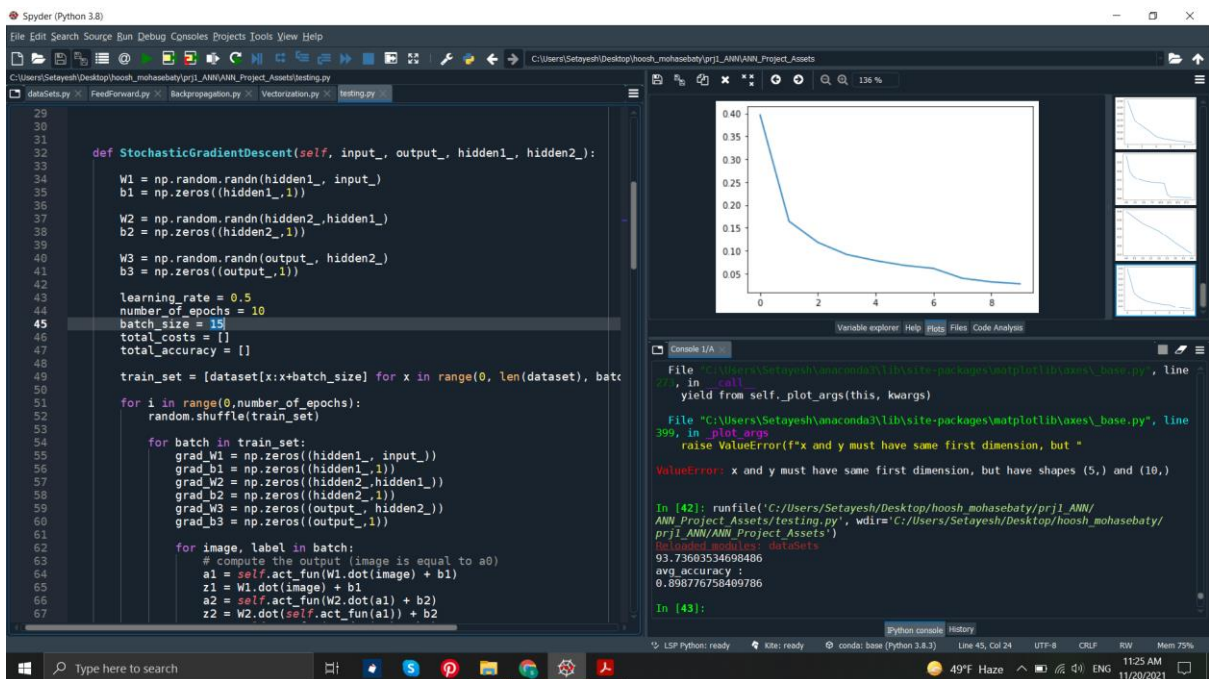 Spyder (Python 3.8)
File Edit Search Source Run Debug Consoles Projects Tools View Help
C:\Users\Setayesh\Desktop\hoosh_mohasebaty\prj1_ANN\ANN_Project_Assets
C:\Users\Setayesh\Desktop\hoosh_mohasebaty\prj1_ANN\ANN_Project_Assets\testing.py
dataSets.py FeedForward.py Backpropagation.py Vectorization.py testing.py
29
30
31
32 def StochasticGradientDescent(self, input_, output_, hidden1_, hidden2_):
33
34 W1 = np.random.randn(hidden1_, input_)
35 b1 = np.zeros((hidden1_,1))
36
37 W2 = np.random.randn(hidden2_,hidden1_)
38 b2 = np.zeros((hidden2_,1))
39
40 W3 = np.random.randn(output_, hidden2_)
41 b3 = np.zeros((output_,1))
42
43 learning_rate = 0.5
44 number_of_epochs = 10
45 batch_size = 15
46 total_costs = []
47 total_accuracy = []
48
49 train_set = [dataset[x:x+batch_size] for x in range(0, len(dataset), batc
50
51 for i in range(0,number_of_epochs):
52 random.shuffle(train_set)
53
54 for batch in train_set:
55 grad_W1 = np.zeros((hidden1_, input_))
56 grad_b1 = np.zeros((hidden1_,1))
57 grad_W2 = np.zeros((hidden2_,hidden1_))
58 grad_b2 = np.zeros((hidden2_,1))
59 grad_W3 = np.zeros((output_, hidden2_))
60 grad_b3 = np.zeros((output_,1))
61
62 for image, label in batch:
63 # compute the output (image is equal to a0)
64 a1 = self.act_fun(W1.dot(image) + b1)
65 z1 = W1.dot(image) + b1
66 a2 = self.act_fun(W2.dot(a1) + b2)
67 z2 = W2.dot(self.act_fun(a1)) + b2
136 %
0.40
0.35
0.30
0.25
0.20
0.15
0.10
0.05
0 2 4 6 8
Variable explorer Help Plots Files Code Analysis
Console 1/A
File "C:\Users\Setayesh\anaconda3\lib\site-packages\matplotlib\axes\_base.py", line
273, in __call__
yield from self._plot_args(this, kwargs)
File "C:\Users\Setayesh\anaconda3\lib\site-packages\matplotlib\axes\_base.py", line
399, in _plot_args
raise ValueError(f"x and y must have same first dimension, but "
ValueError: x and y must have same first dimension, but have shapes (5,) and (10,)
In [42]: runfile('C:/Users/Setayesh/Desktop/hoosh_mohasebaty/prj1_ANN/
ANN_Project_Assets/testing.py', wdir='C:/Users/Setayesh/Desktop/hoosh_mohasebaty/
prj1_ANN/ANN_Project_Assets')
Reloaded modules: dataSets
93.73603534698486
avg_accuracy :
0.898776758409786
In [43]:
IPython console History
LSP Python: ready Kite: ready conda: base (Python 3.8.3) Line 45, Col 24 UTF-8 CRLF RW Mem 75%
Type here to search
49°F Haze ENG
11:25 AM
11/20/2021